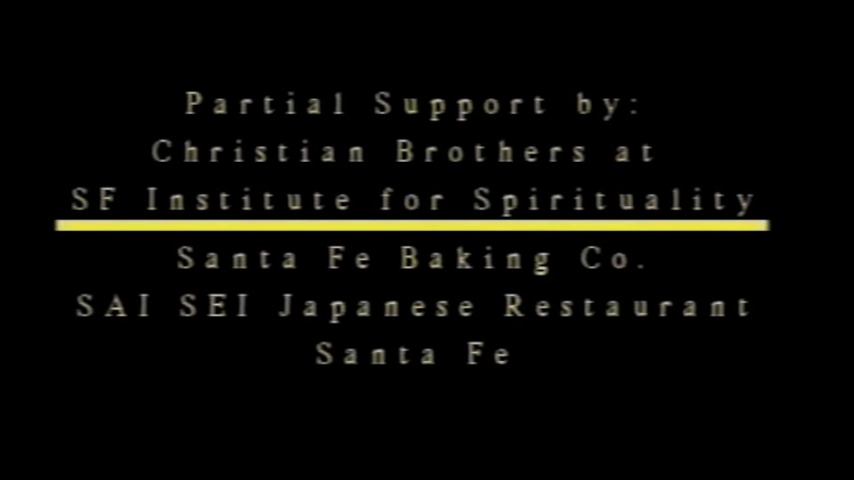 Partial Support by:
Christian Brothers at
SF Institute for Spirituality
Santa Fe Baking Co.
SAI SEI Japanese Restaurant
Santa Fe